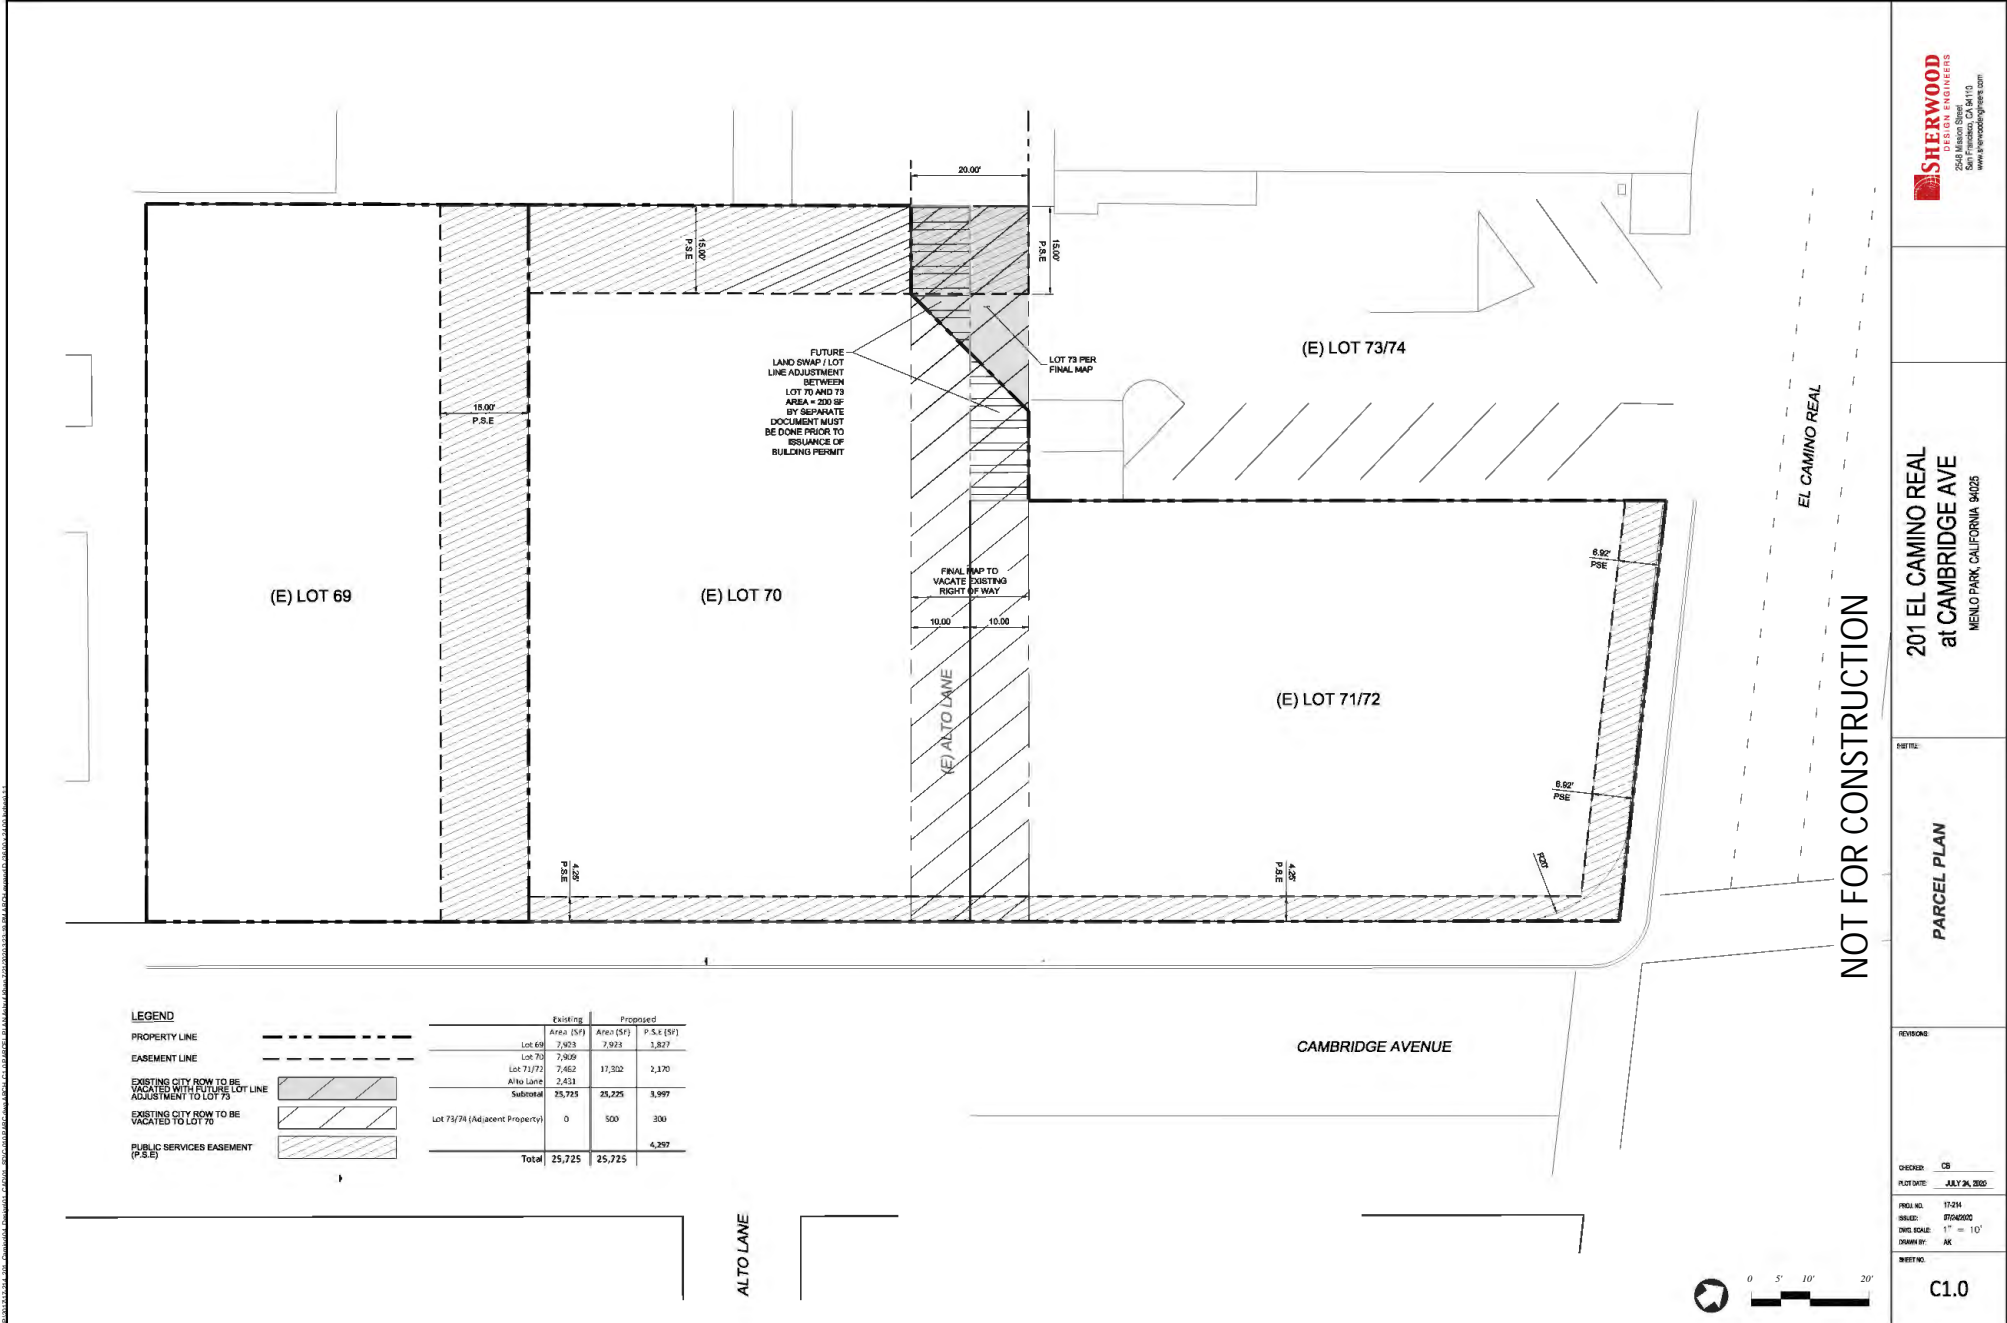 20.00'
15.00'
P.S.E
15.00'
P.S.E
(E) LOT 73/74
FUTURE
LAND SWAP / LOT
LINE ADJUSTMENT
BETWEEN
LOT 70 AND 73
AREA = 200 SF
BY SEPARATE
DOCUMENT MUST
BE DONE PRIOR TO
ISSUANCE OF
BUILDING PERMIT
LOT 73 PER
FINAL MAP
15.00'
P.S.E
EL CAMINO REAL
(E) LOT 69
(E) LOT 70
FINAL MAP TO
VACATE EXISTING
RIGHT OF WAY
10.00
10.00
(E) ALTO LANE
6.92'
PSE
(E) LOT 71/72
6.92'
PSE
4.25'
P.S.E
4.25'
P.S.E
R20'
CAMBRIDGE AVENUE
ALTO LANE
LEGEND
PROPERTY LINE
EASEMENT LINE
EXISTING CITY ROW TO BE
VACATED WITH FUTURE LOT LINE
ADJUSTMENT TO LOT 73
EXISTING CITY ROW TO BE
VACATED TO LOT 70
PUBLIC SERVICES EASEMENT
(P.S.E)
Existing Proposed
Area (SF) Area (SF) P.S.E (SF)
Lot 69 7,923 7,923 1,827
Lot 70 7,909
Lot 71/72 7,462 17,302 2,170
Alto Lane 2,431
Subtotal 25,725 25,225 3,997
Lot 73/74 (Adjacent Property) 0 500 300
4,297
Total 25,725 25,725
0 5' 10' 20'
NOT FOR CONSTRUCTION
SHERWOOD
DESIGN ENGINEERS
2548 Mission Street
San Francisco, CA 94110
www.sherwoodengineers.com
201 EL CAMINO REAL
at CAMBRIDGE AVE
MENLO PARK, CALIFORNIA 94025
SHEET TITLE:
PARCEL PLAN
REVISIONS:
CHECKED: CB
PLOT DATE: JULY 24, 2020
PROJ. NO. 17-214
ISSUED: 07/24/2020
DWG. SCALE: 1" = 10'
DRAWN BY: AK
SHEET NO.
C1.0